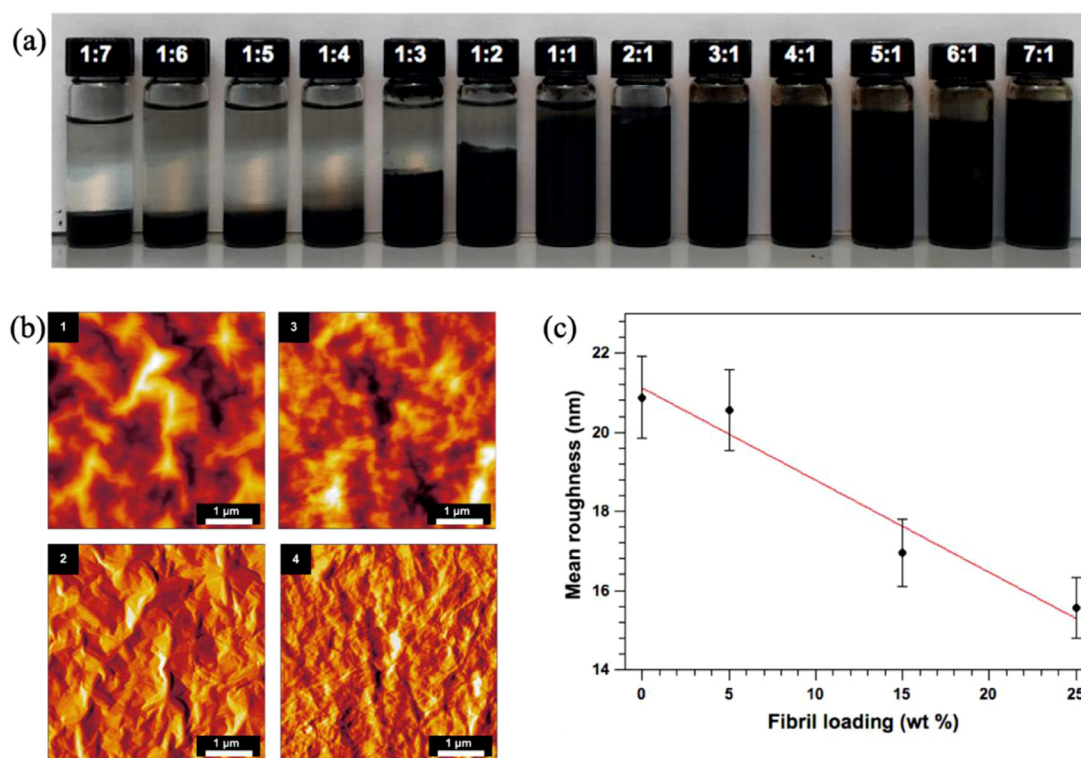 (a)
1:7 1:6 1:5 1:4 1:3 1:2 1:1 2:1 3:1 4:1 5:1 6:1 7:1
(b)
1
1 μm
3
1 μm
2
1 μm
4
1 μm
(c)
Mean roughness (nm)
22
20
18
16
14
0 5 10 15 20 25
Fibril loading (wt %)